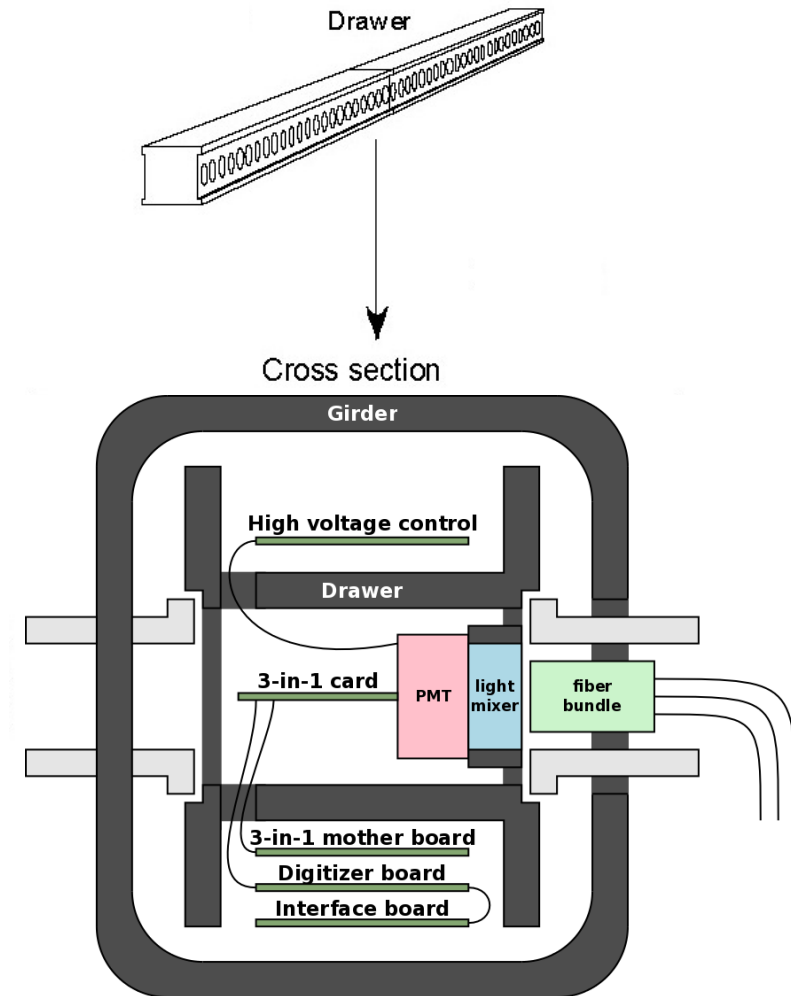 Drawer
Cross section
Girder
High voltage control
Drawer
3-in-1 card
PMT
light
mixer
fiber
bundle
3-in-1 mother board
Digitizer board
Interface board